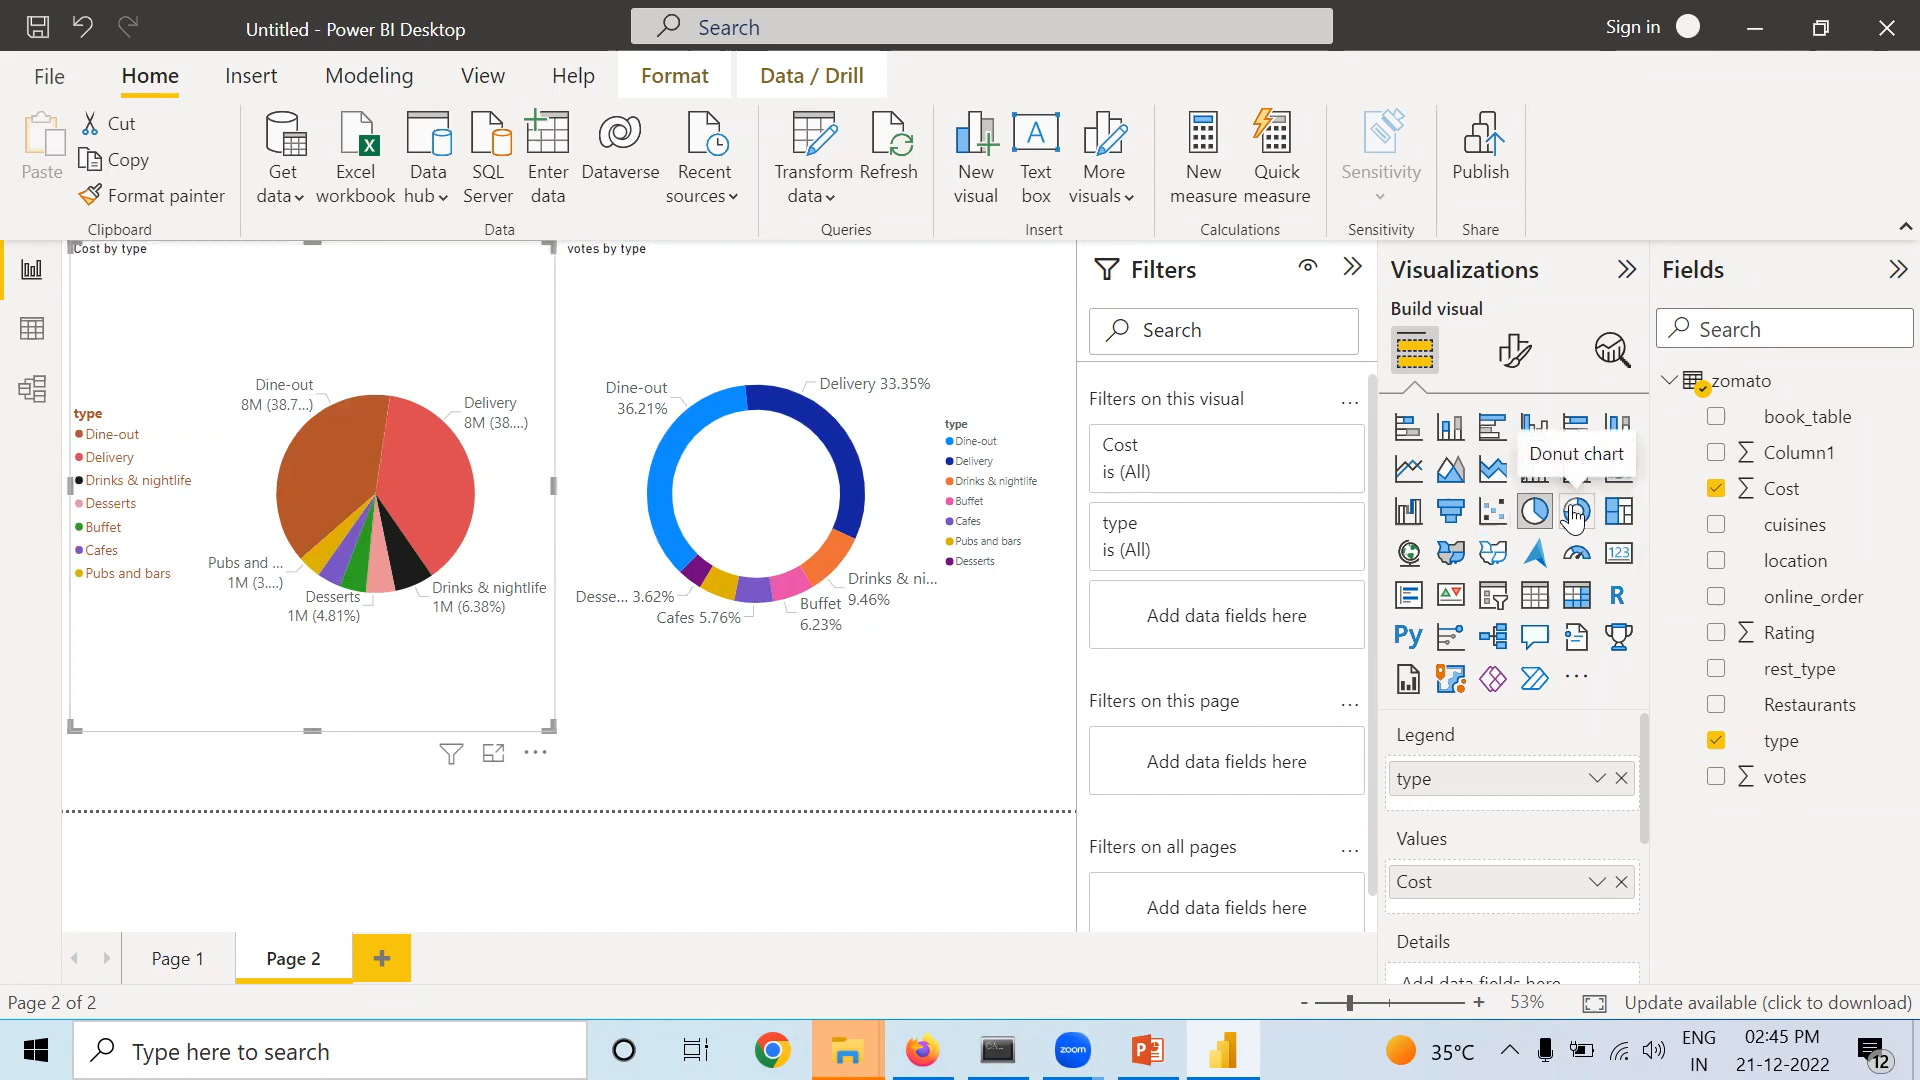 Untitled - Power BI Desktop
Search
Sign in
File
Home
Insert
Modeling
View
Help
Format
Data / Drill
Paste
Cut
Copy
Format painter
Clipboard
Get data
Excel workbook
Data hub
SQL Server
Enter data
Dataverse
Recent sources
Data
Transform data
Refresh
Queries
New visual
Text box
More visuals
Insert
New measure
Quick measure
Calculations
Sensitivity
Sensitivity
Publish
Share
Cost by type
type
Dine-out
Delivery
Drinks & nightlife
Desserts
Buffet
Cafes
Pubs and bars
Dine-out
8M (38.7...)
Delivery
8M (38....)
Pubs and ...
1M (3....)
Desserts
1M (4.81%)
Drinks & nightlife
1M (6.38%)
votes by type
Dine-out
36.21%
Delivery 33.35%
Drinks & ni...
9.46%
Buffet
6.23%
Cafes 5.76%
Desse... 3.62%
type
Dine-out
Delivery
Drinks & nightlife
Buffet
Cafes
Pubs and bars
Desserts
Filters
Search
Filters on this visual
...
Cost
is (All)
type
is (All)
Add data fields here
Filters on this page
...
Add data fields here
Filters on all pages
...
Add data fields here
Visualizations
Build visual
Donut chart
123
R
Py
...
Legend
type
Values
Cost
Details
Add data fields here
Fields
Search
zomato
book_table
Column1
Cost
cuisines
location
online_order
Rating
rest_type
Restaurants
type
votes
Page 1
Page 2
Page 2 of 2
- + 53%
Update available (click to download)
Type here to search
zoom
35°C
ENG
IN
02:45 PM
21-12-2022
12